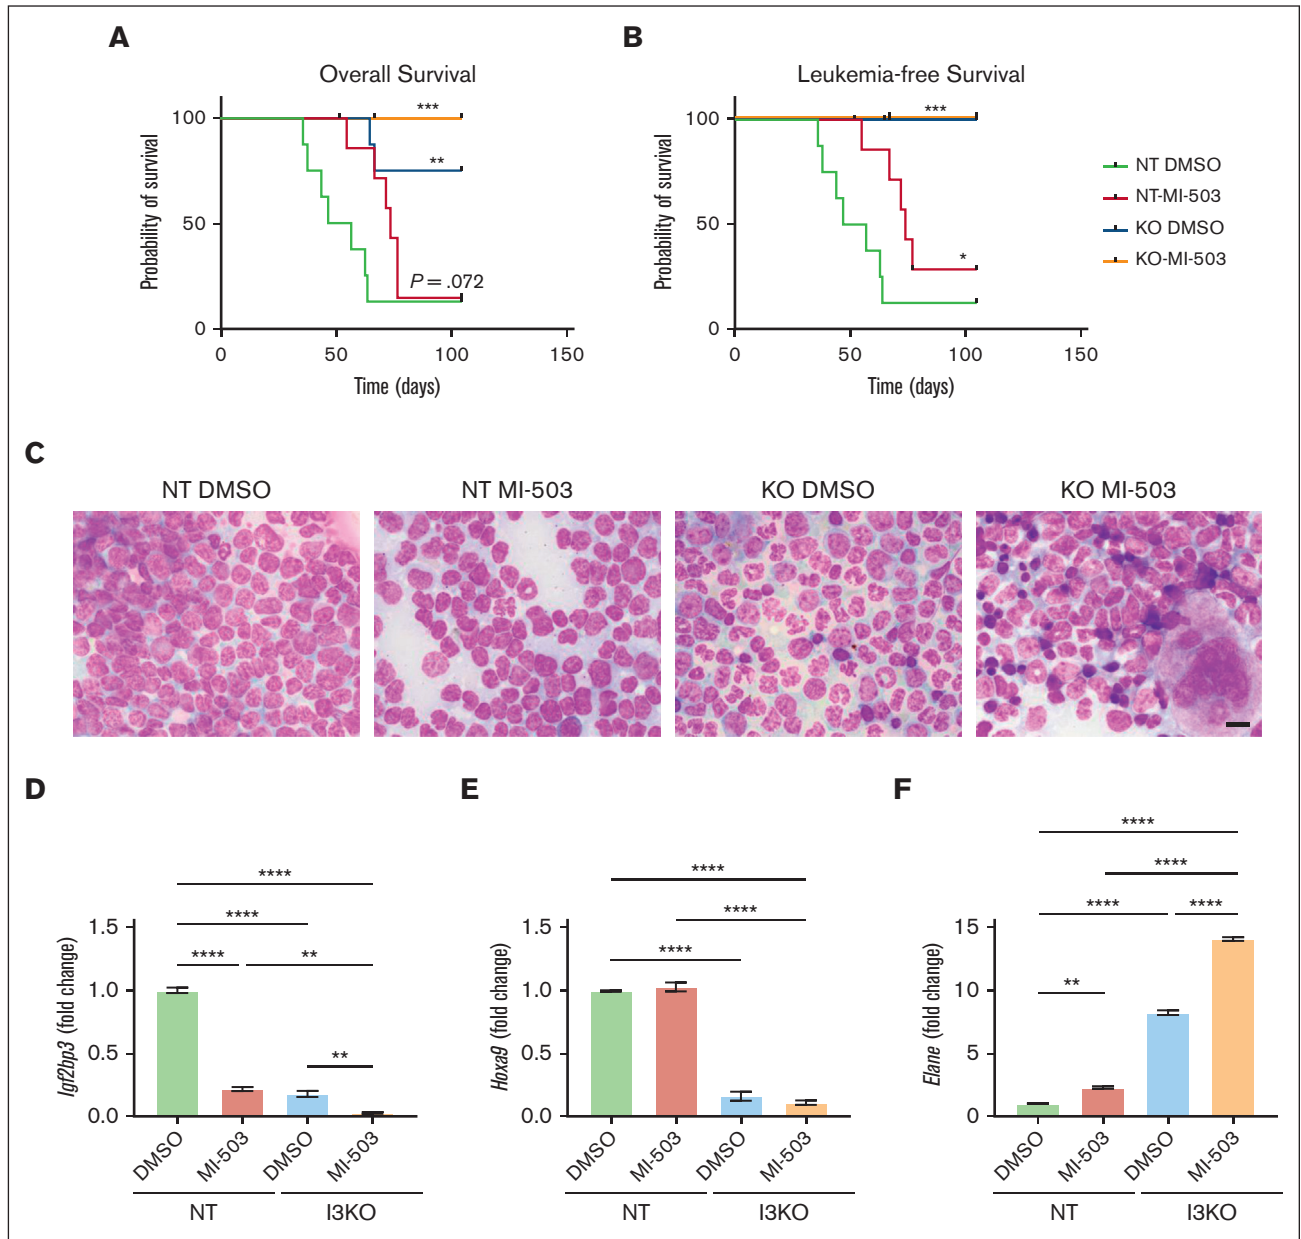 A
B
Overall Survival
Leukemia-free Survival
Probability of survival
100
50
0
***
**
P = .072
0 50 100 150
Time (days)
Probability of survival
100
50
0
***
*
0 50 100 150
Time (days)
NT DMSO
NT-MI-503
KO DMSO
KO-MI-503
C
NT DMSO
NT MI-503
KO DMSO
KO MI-503
D
E
F
Igf2bp3 (fold change)
1.5
1.0
0.5
0.0
****
****
**** **
**
DMSO MI-503 DMSO MI-503
NT I3KO
Hoxa9 (fold change)
1.5
1.0
0.5
0.0
****
****
****
DMSO MI-503 DMSO MI-503
NT I3KO
Elane (fold change)
15
10
5
0
****
****
**** ****
**
DMSO MI-503 DMSO MI-503
NT I3KO